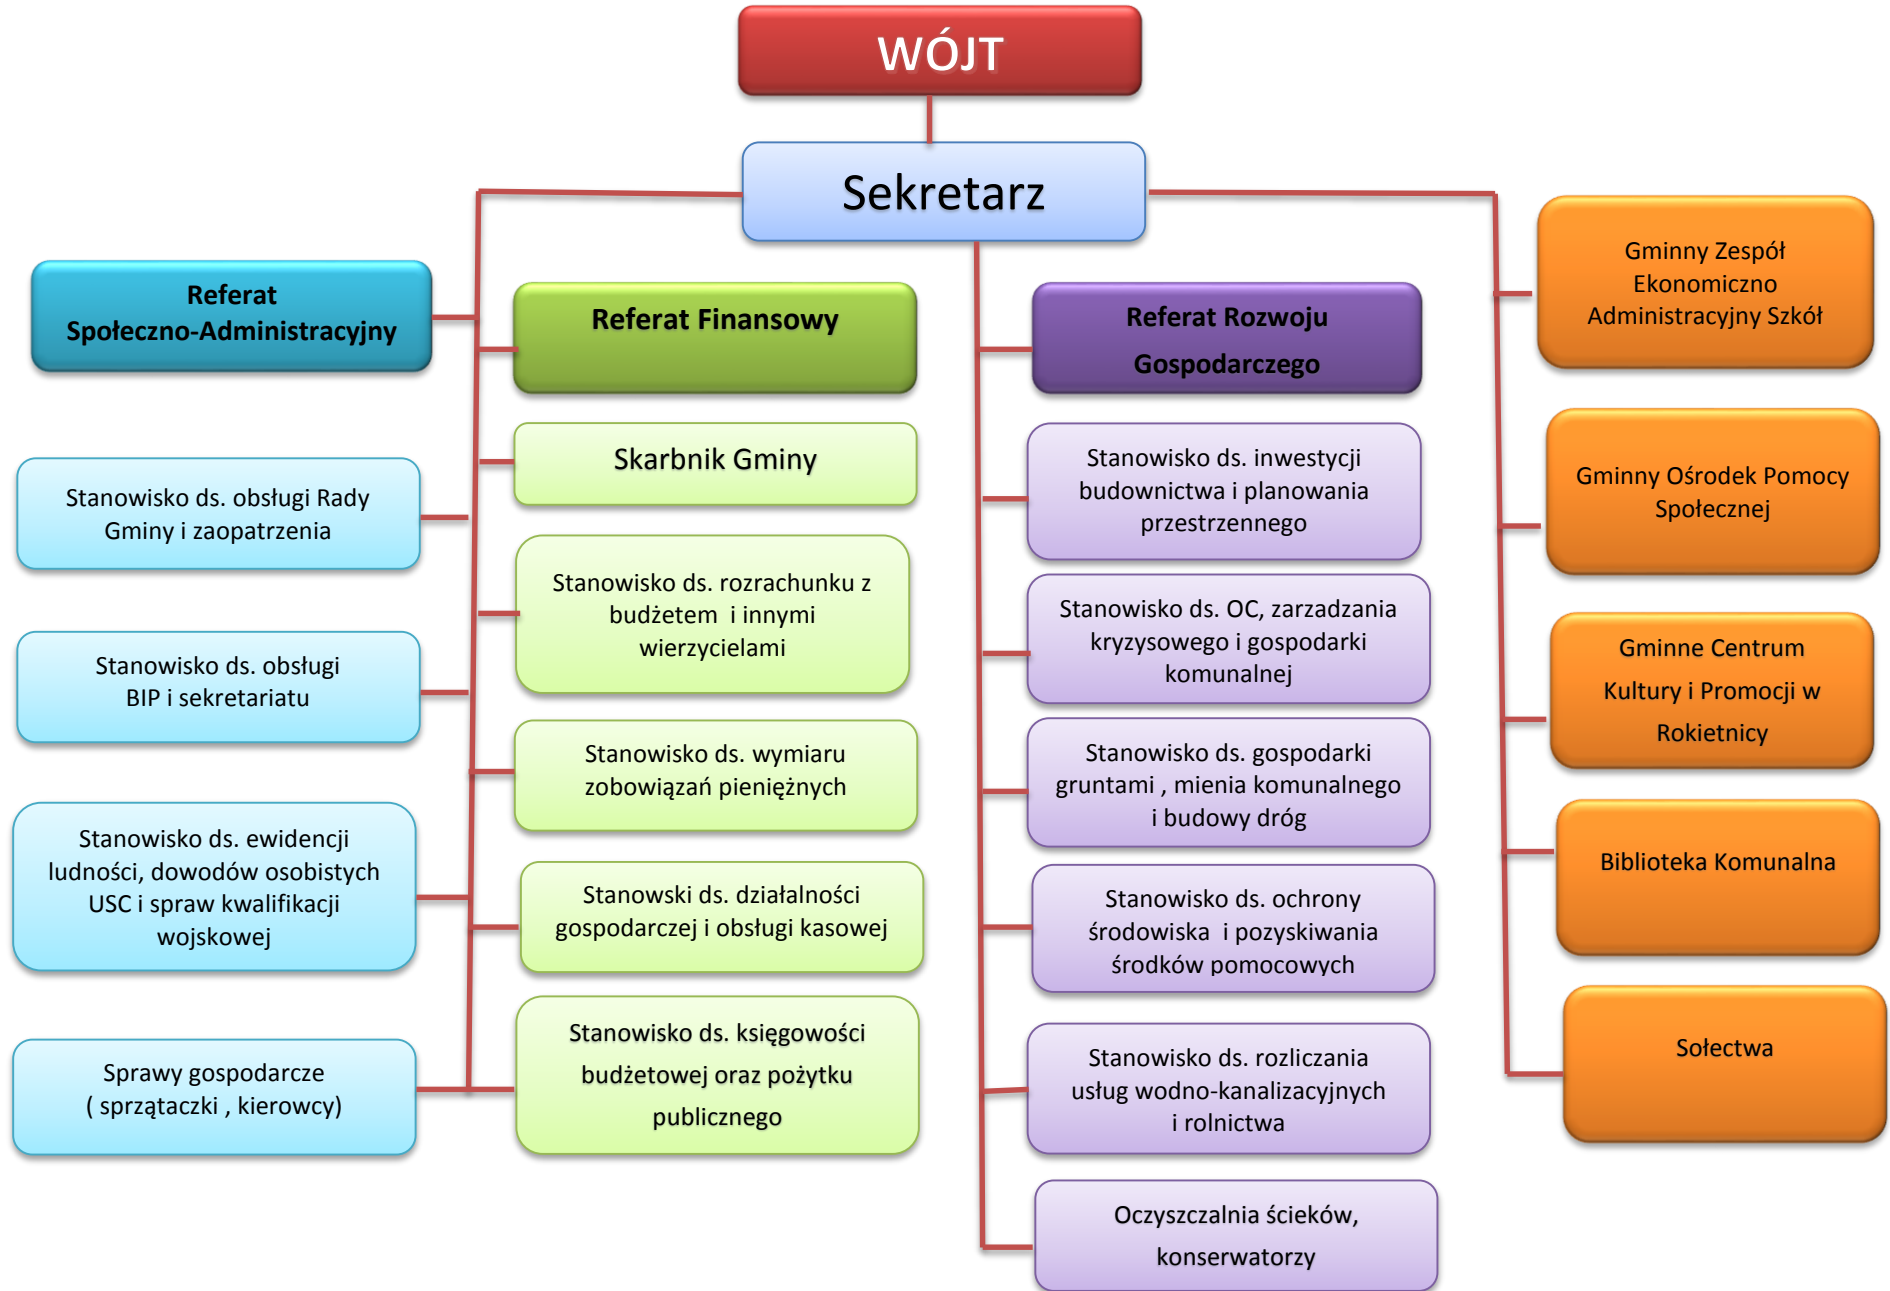 WÓJT
Sekretarz
Referat
Społeczno-Administracyjny
Stanowisko ds. obsługi Rady
Gminy i zaopatrzenia
Stanowisko ds. obsługi
BIP i sekretariatu
Stanowisko ds. ewidencji
ludności, dowodów osobistych
USC i spraw kwalifikacji
wojskowej
Sprawy gospodarcze
( sprzątaczki , kierowcy)
Referat Finansowy
Skarbnik Gminy
Stanowisko ds. rozrachunku z
budżetem i innymi
wierzycielami
Stanowisko ds. wymiaru
zobowiązań pieniężnych
Stanowski ds. działalności
gospodarczej i obsługi kasowej
Stanowisko ds. księgowości
budżetowej oraz pożytku
publicznego
Referat Rozwoju
Gospodarczego
Stanowisko ds. inwestycji
budownictwa i planowania
przestrzennego
Stanowisko ds. OC, zarzadzania
kryzysowego i gospodarki
komunalnej
Stanowisko ds. gospodarki
gruntami , mienia komunalnego
i budowy dróg
Stanowisko ds. ochrony
środowiska i pozyskiwania
środków pomocowych
Stanowisko ds. rozliczania
usług wodno-kanalizacyjnych
i rolnictwa
Oczyszczalnia ścieków,
konserwatorzy
Gminny Zespół
Ekonomiczno
Administracyjny Szkół
Gminny Ośrodek Pomocy
Społecznej
Gminne Centrum
Kultury i Promocji w
Rokietnicy
Biblioteka Komunalna
Sołectwa